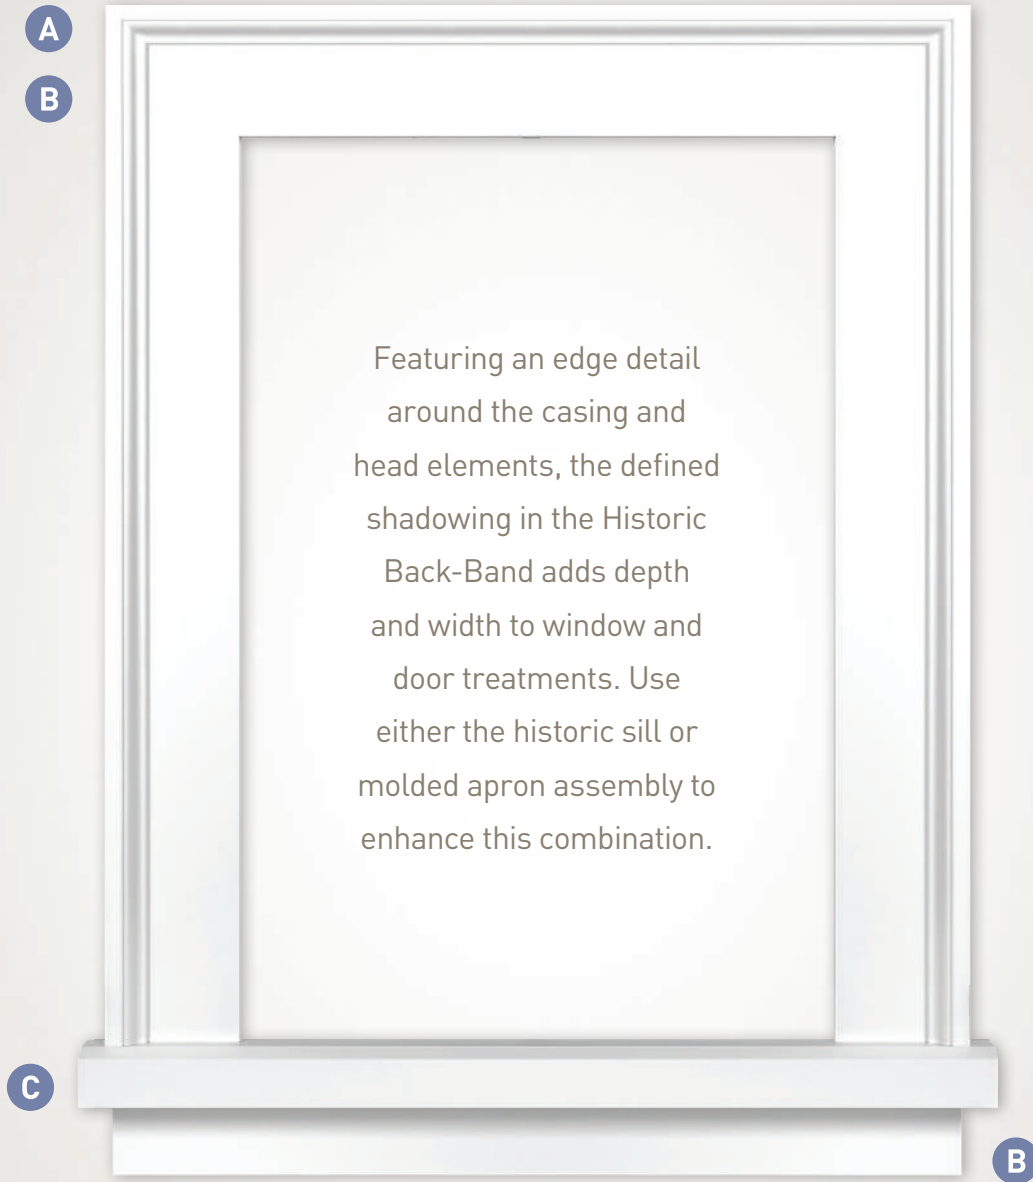 A
B
Featuring an edge detail
around the casing and
head elements, the defined
shadowing in the Historic
Back-Band adds depth
and width to window and
door treatments. Use
either the historic sill or
molded apron assembly to
enhance this combination.
C
B